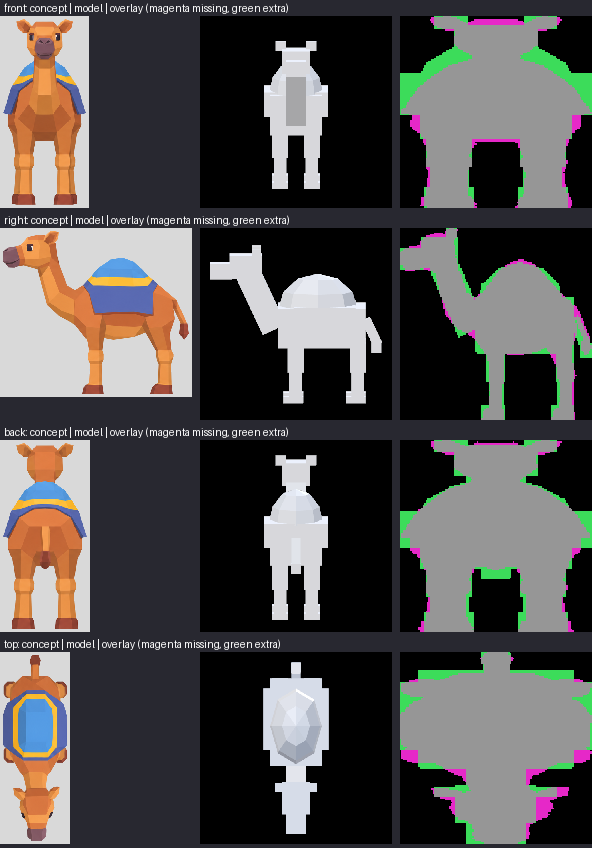 front: concept | model | overlay (magenta missing, green extra)
right: concept | model | overlay (magenta missing, green extra)
back: concept | model | overlay (magenta missing, green extra)
top: concept | model | overlay (magenta missing, green extra)